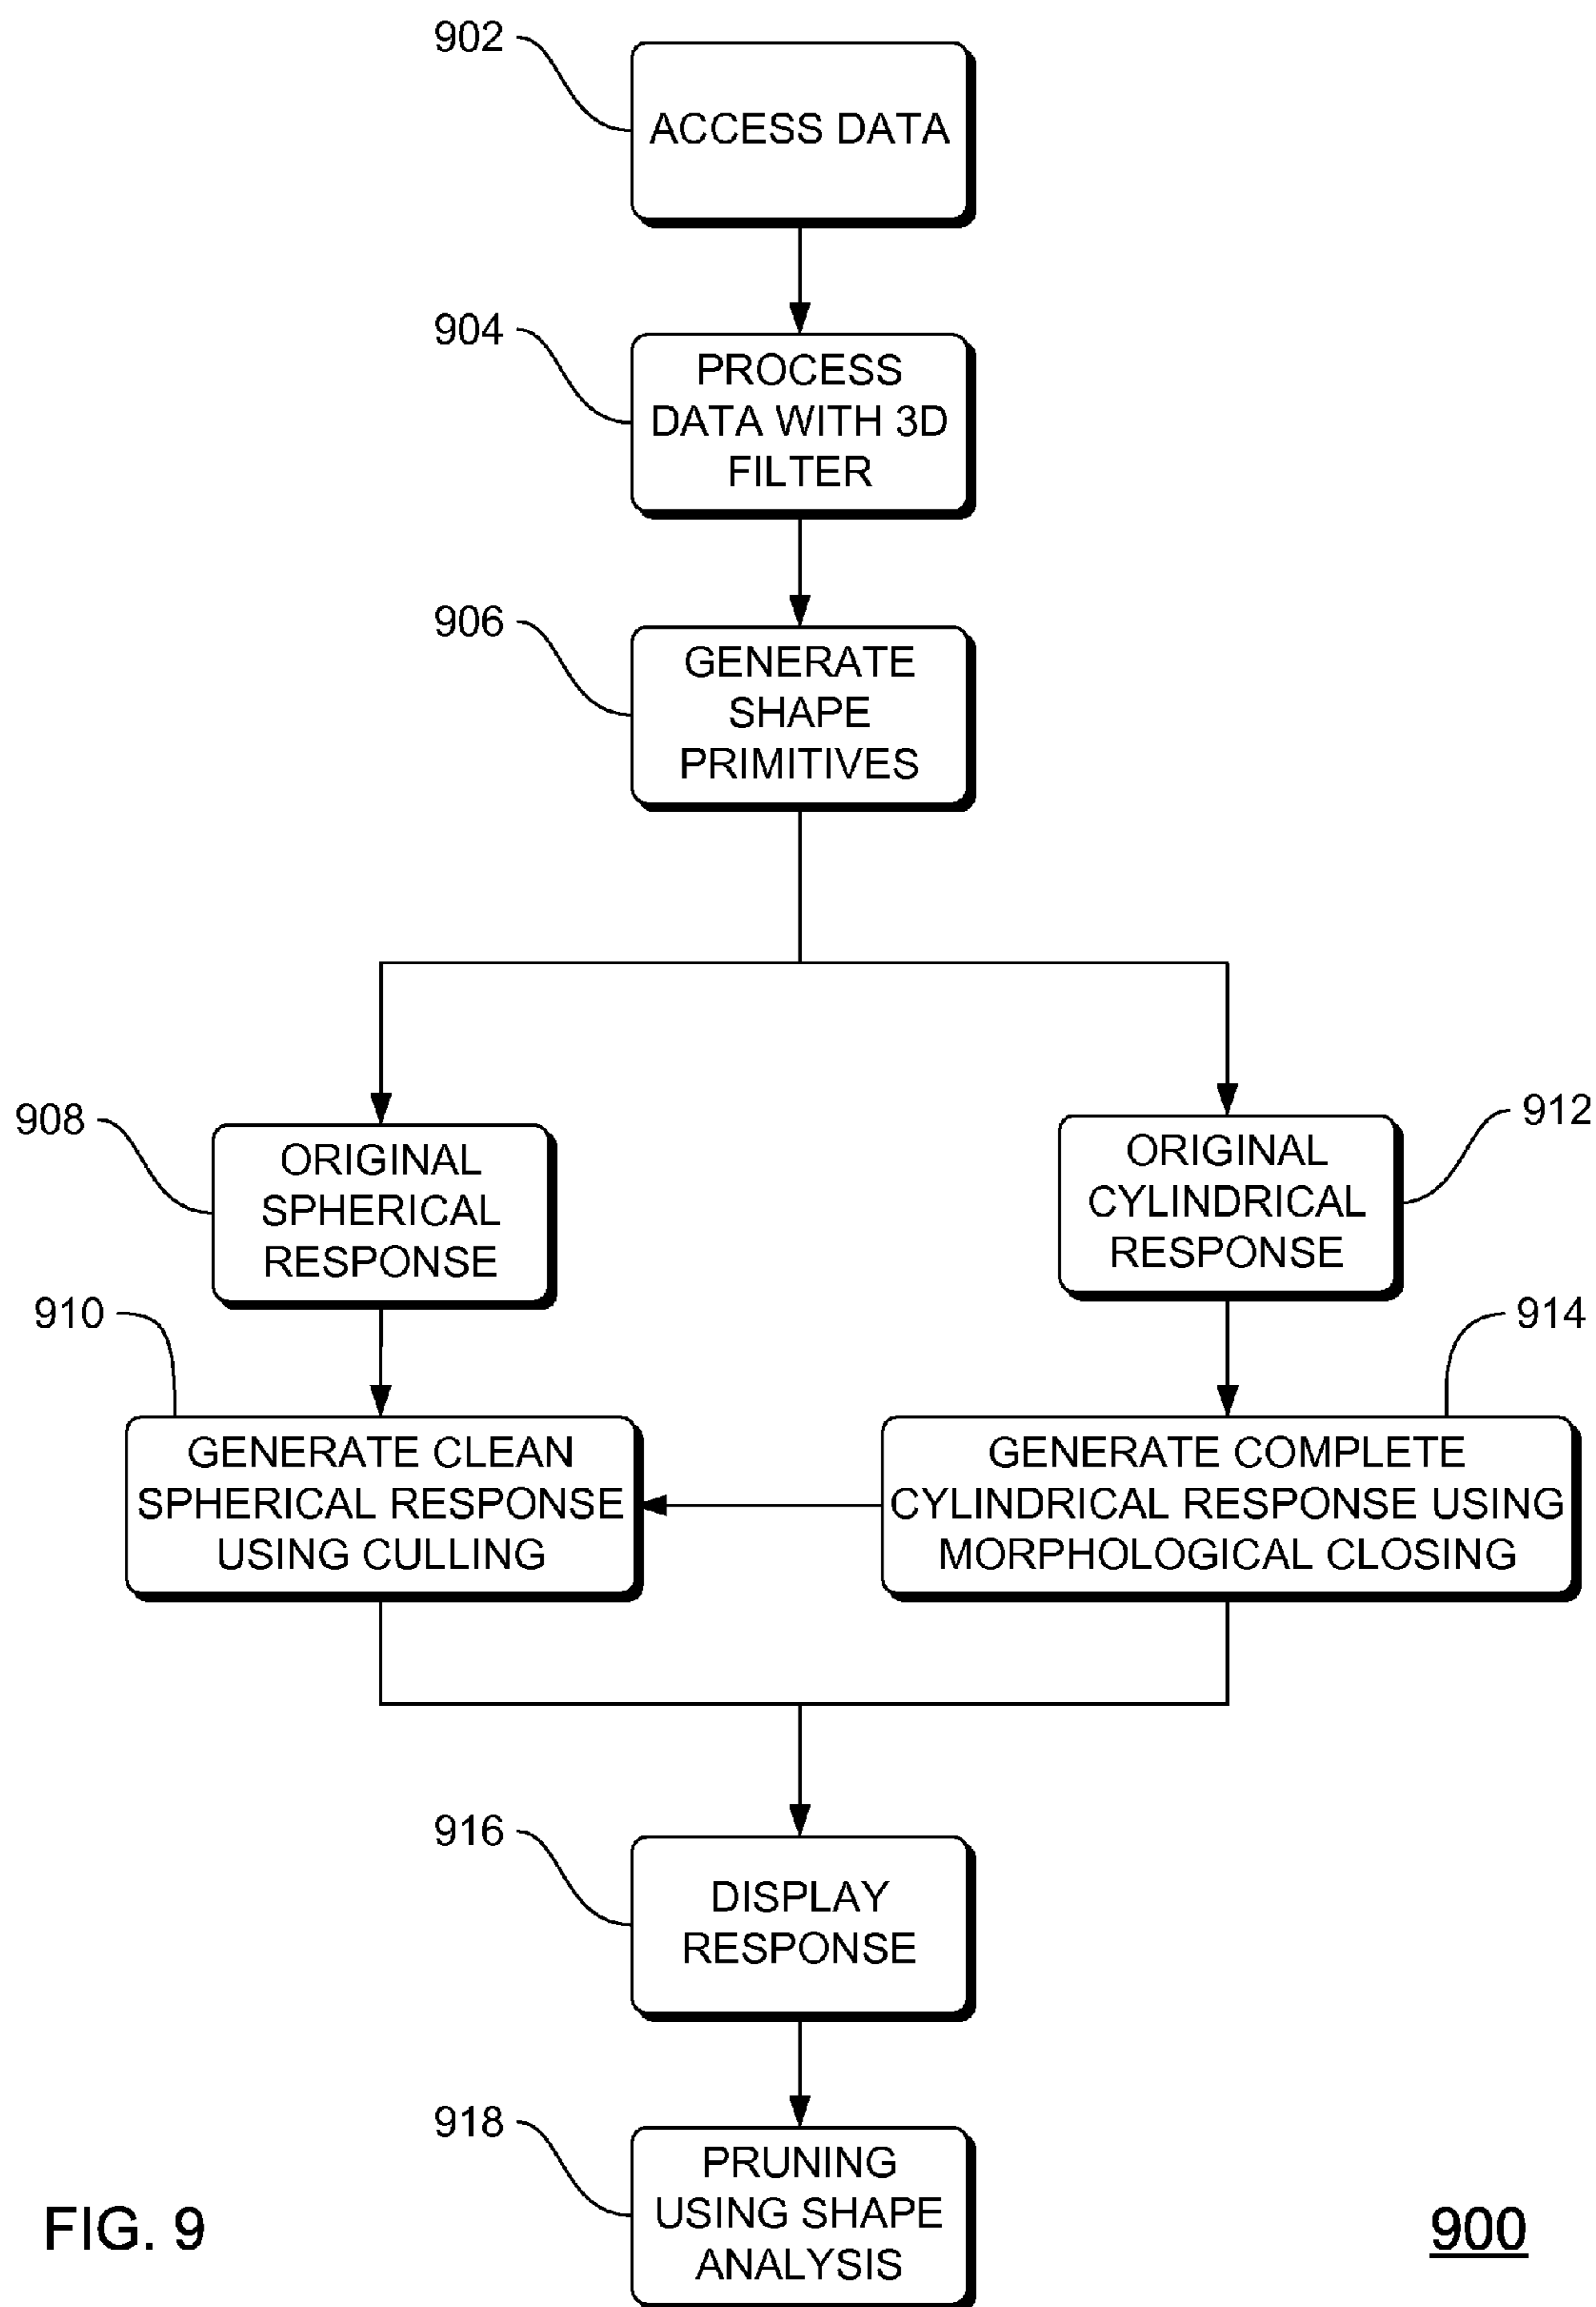 902
ACCESS DATA
904
PROCESS
DATA WITH 3D
FILTER
906
GENERATE
SHAPE
PRIMITIVES
908
ORIGINAL
SPHERICAL
RESPONSE
912
ORIGINAL
CYLINDRICAL
RESPONSE
910
GENERATE CLEAN
SPHERICAL RESPONSE
USING CULLING
914
GENERATE COMPLETE
CYLINDRICAL RESPONSE USING
MORPHOLOGICAL CLOSING
916
DISPLAY
RESPONSE
918
PRUNING
USING SHAPE
ANALYSIS
FIG. 9
900